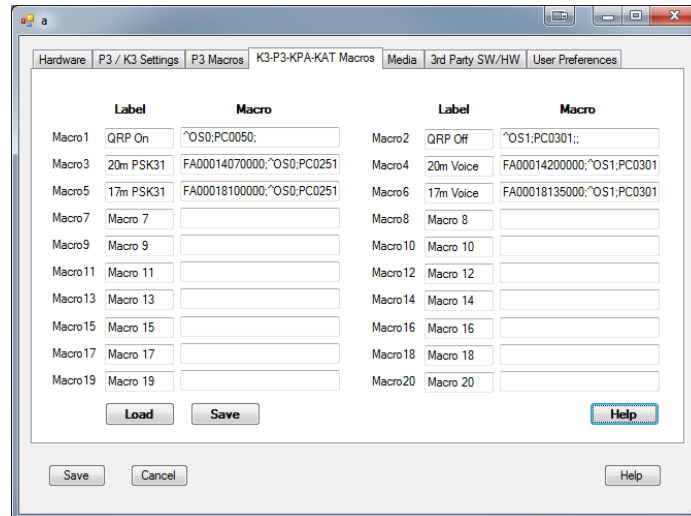 a
Hardware P3 / K3 Settings P3 Macros K3-P3-KPA-KAT Macros Media 3rd Party SW/HW User Preferences
Label Macro Label Macro
Macro1 QRP On ^OS0;PC0050; Macro2 QRP Off ^OS1;PC0301;;
Macro3 20m PSK31 FA00014070000;^OS0;PC0251 Macro4 20m Voice FA00014200000;^OS1;PC0301
Macro5 17m PSK31 FA00018100000;^OS0;PC0251 Macro6 17m Voice FA00018135000;^OS1;PC0301
Macro7 Macro 7 Macro8 Macro 8
Macro9 Macro 9 Macro10 Macro 10
Macro11 Macro 11 Macro12 Macro 12
Macro13 Macro 13 Macro14 Macro 14
Macro15 Macro 15 Macro16 Macro 16
Macro17 Macro 17 Macro18 Macro 18
Macro19 Macro 19 Macro20 Macro 20
Load Save Help
Save Cancel Help